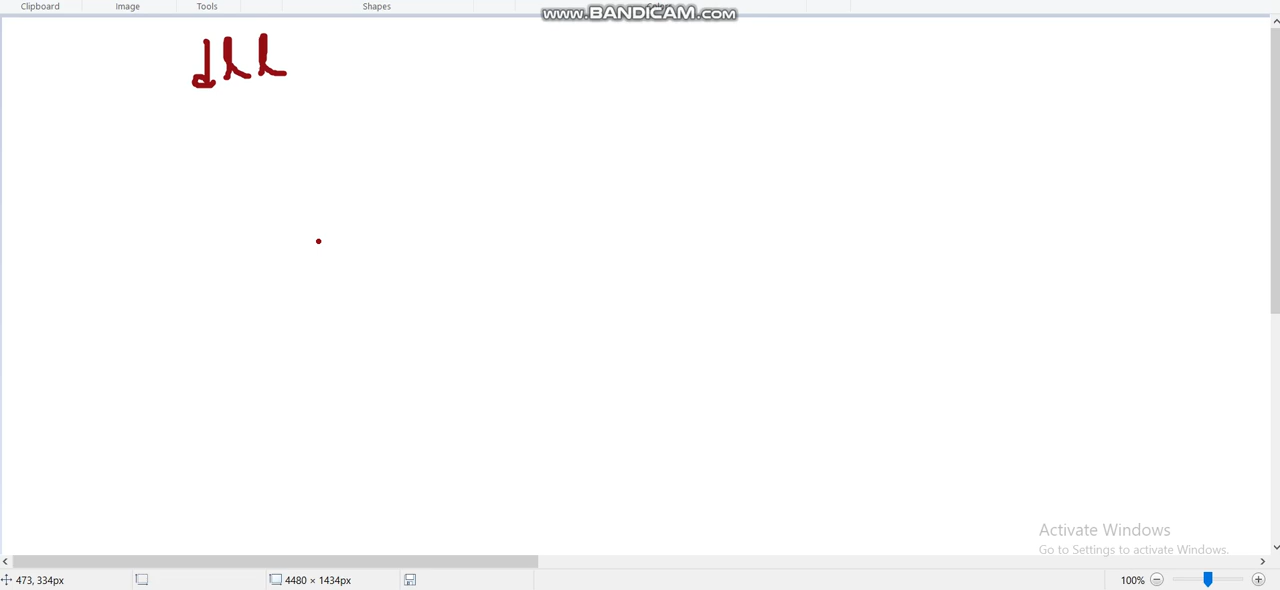 Clipboard Image Tools Shapes Colors
www.BANDICAM.com
dll
Activate Windows
Go to Settings to activate Windows.
473, 334px 4480 × 1434px 100%